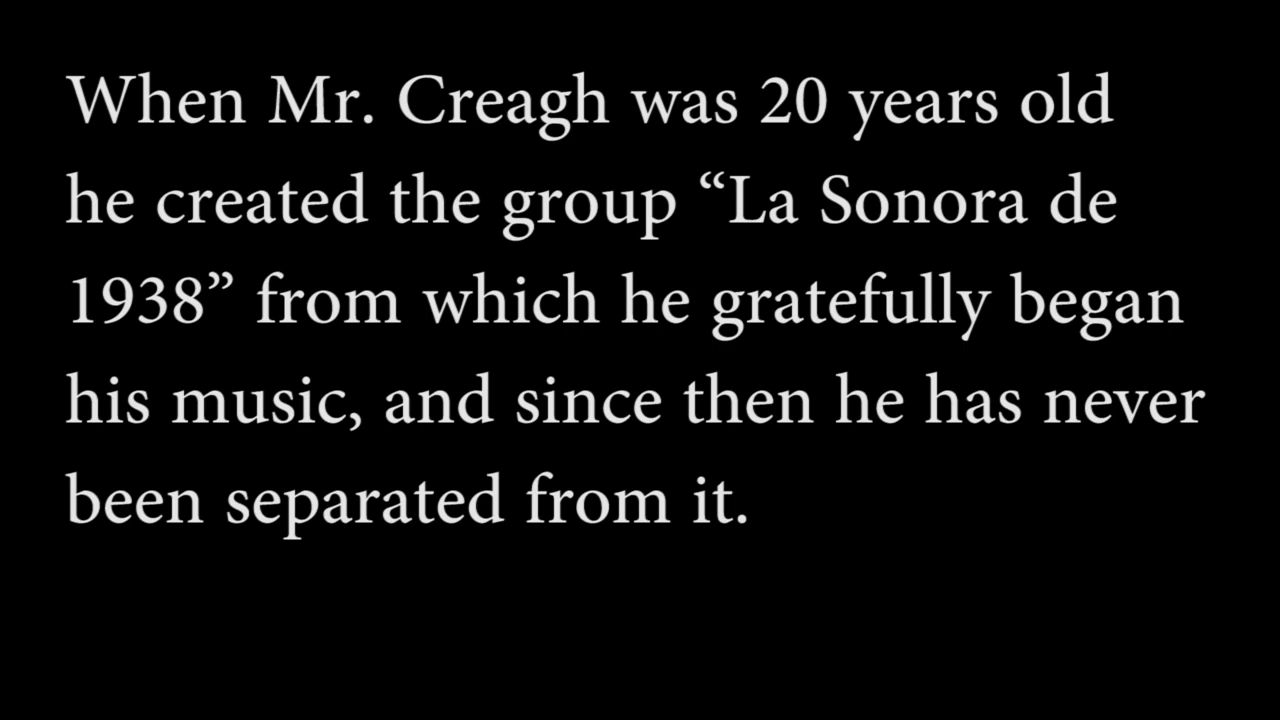 When Mr. Creagh was 20 years old
he created the group “La Sonora de
1938” from which he gratefully began
his music, and since then he has never
been separated from it.